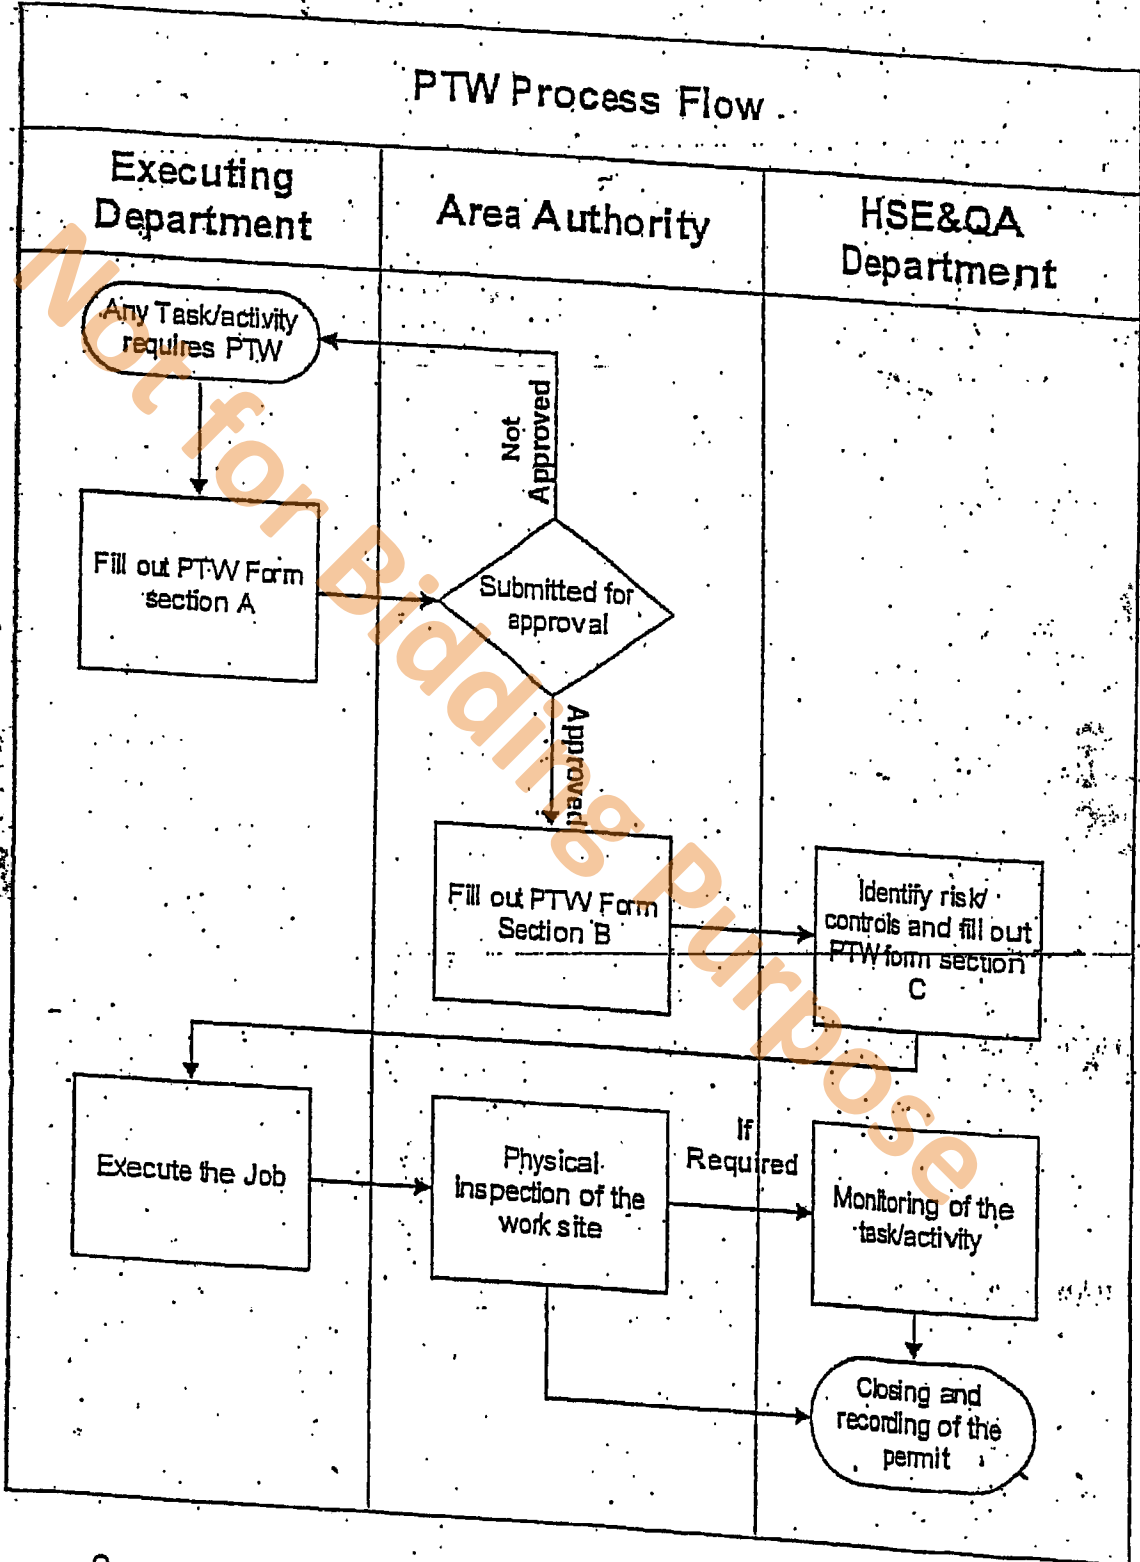 PTW Process Flow
Executing
Department
Area Authority
HSE&QA
Department
Any Task/activity
requires PTW
Not
Approved
Fill out PTW Form
section A
Submitted for
approval
Approved
Fill out PTW Form
Section B
Identify risk/
controls and fill out
PTW form section
C
Execute the Job
Physical
inspection of the
work site
If
Required
Monitoring of the
task/activity
Closing and
recording of the
permit
Not for Bidding Purpose